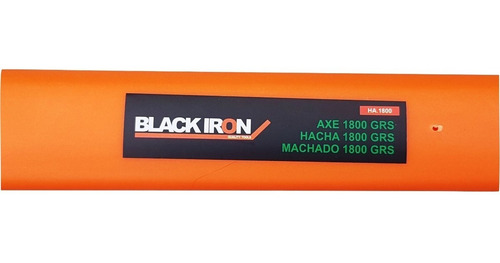 BLACK IRON
HA 1800
AXE 1800 GRS
HACHA 1800 GRS
MACHADO 1800 GRS